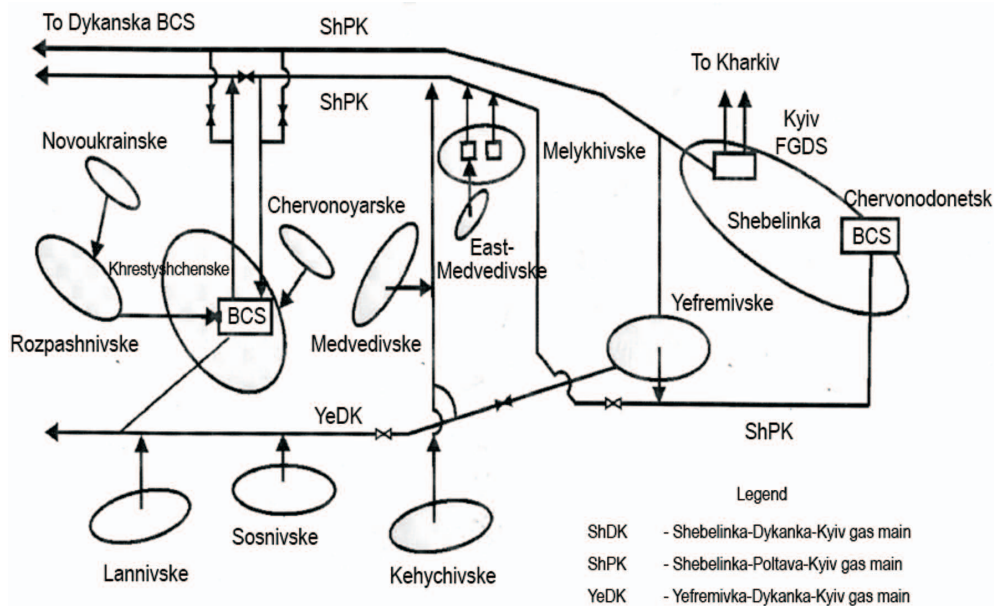 To Dykanska BCS
ShPK
ShPK
To Kharkiv
Kyiv
FGDS
Novoukrainske
Melykhivske
Chervonodonetsk
BCS
Shebelinka
Chervonoyarske
Khrestyshchenske
East-
Medvedivske
Yefremivske
BCS
Rozpashnivske
Medvedivske
YeDK
ShPK
Lannivske
Sosnivske
Kehychivske
Legend
ShDK - Shebelinka-Dykanka-Kyiv gas main
ShPK - Shebelinka-Poltava-Kyiv gas main
YeDK - Yefremivka-Dykanka-Kyiv gas main